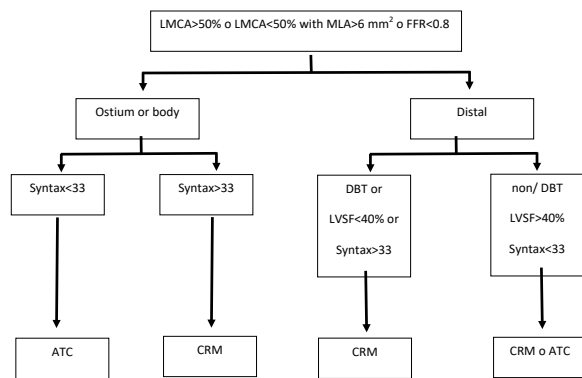 LMCA>50% o LMCA<50% with MLA>6 mm² o FFR<0.8
Ostium or body
Distal
Syntax<33
Syntax>33
DBT or
LVSF<40% or
Syntax>33
non/ DBT
LVSF>40%
Syntax<33
ATC
CRM
CRM
CRM o ATC